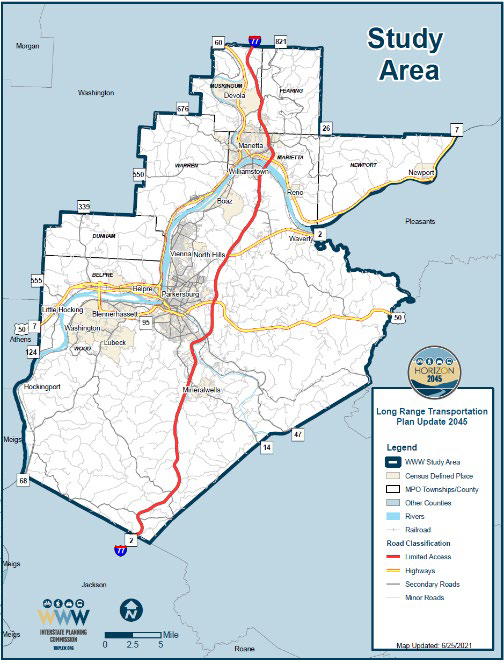 Study
Area
Morgan
Washington
60
77
821
MUSKINGUM
Devola
FEARING
676
26
7
Marietta
MARIETTA
WARREN
NEWPORT
550
Williamstown
Newport
Reno
Boaz
339
Pleasants
2
Waverly
DUNHAM
Vienna
North Hills
BELPRE
555
Belpre
Parkersburg
Little Hocking
Blennerhassett
50
7
95
50
Washington
Athens
124
WOOD
Lubeck
Hockingport
Mineralwells
Meigs
47
14
68
2
77
Meigs
Jackson
Meigs
Roane
HORIZON
2045
Long Range Transportation
Plan Update 2045
Legend
WWW Study Area
Census Defined Place
MPO Townships/County
Other Counties
Rivers
Railroad
Road Classification
Limited Access
Highways
Secondary Roads
Minor Roads
Map Updated: 6/25/2021
WWW
INTERSTATE PLANNING
COMMISSION
N
Mile
0 2.5 5